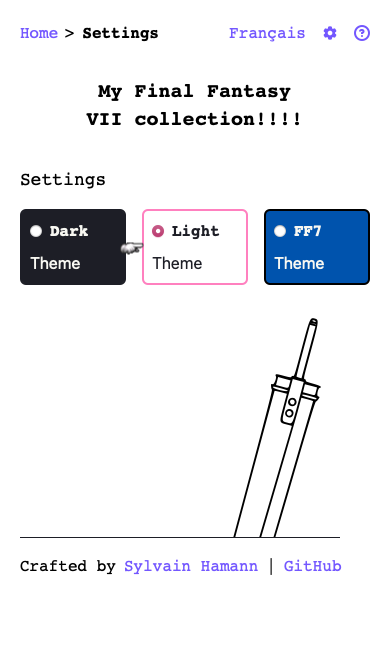 Home > Settings Français
My Final Fantasy
VII collection!!!!
Settings
Dark
Theme
Light
Theme
FF7
Theme
Crafted by Sylvain Hamann | GitHub